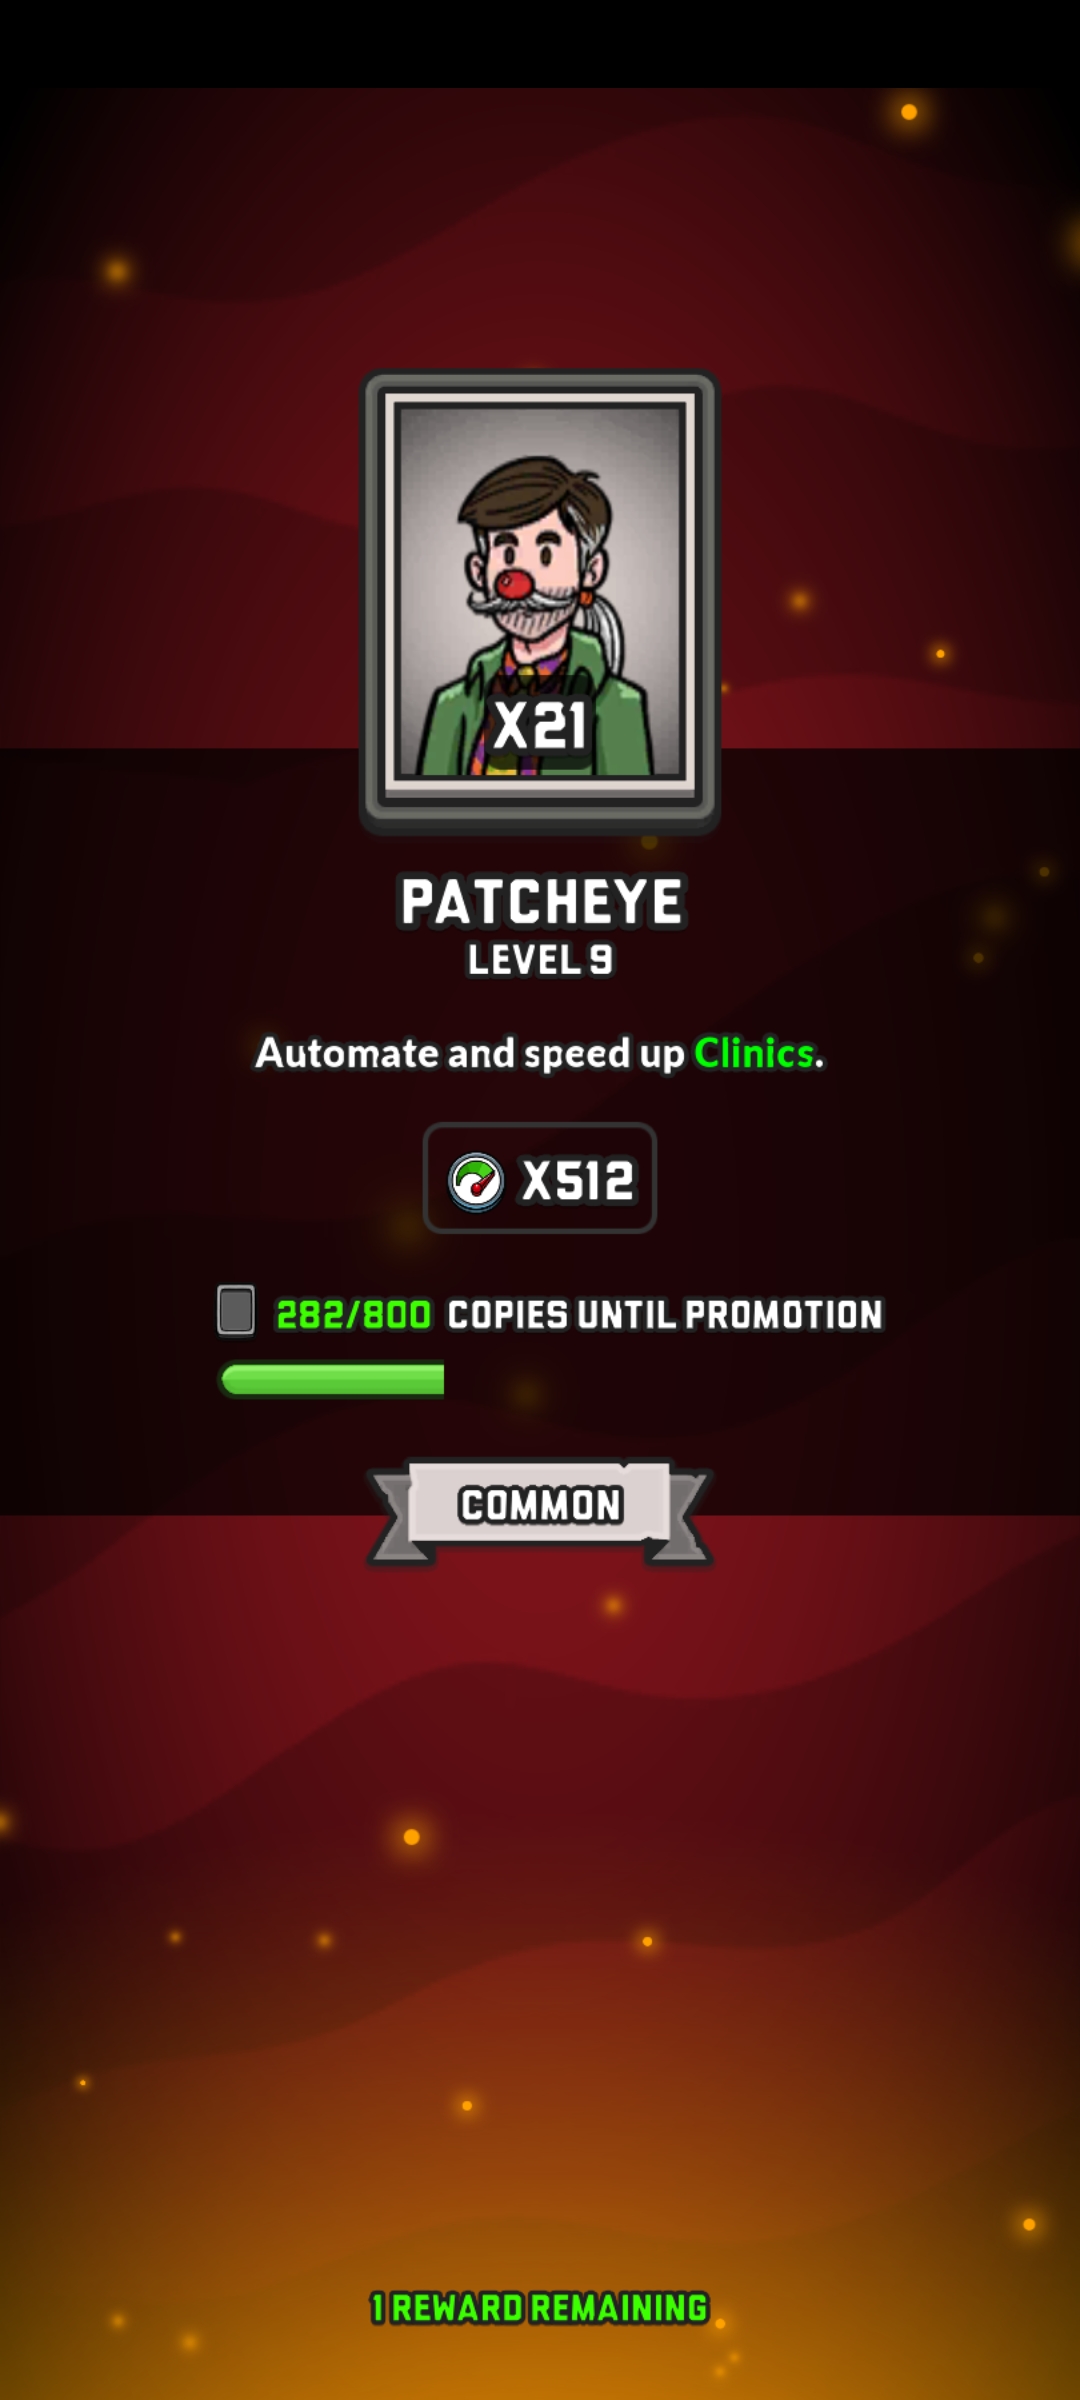 X21
PATCHEYE
LEVEL 9
Automate and speed up Clinics.
X512
282/800 COPIES UNTIL PROMOTION
COMMON
1 REWARD REMAINING